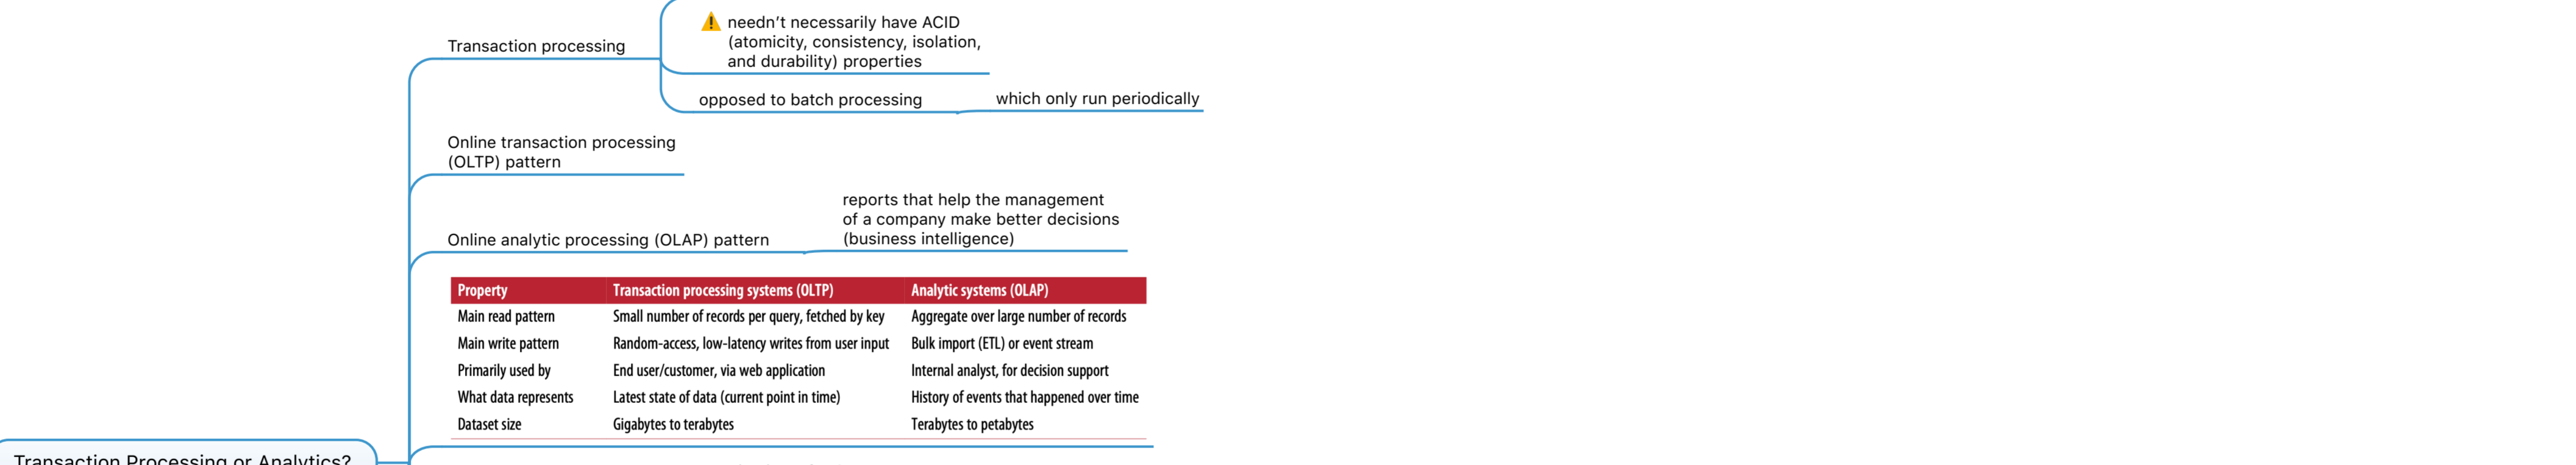 needn’t necessarily have ACID
(atomicity, consistency, isolation,
and durability) properties
Transaction processing
opposed to batch processing
which only run periodically
Online transaction processing
(OLTP) pattern
reports that help the management
of a company make better decisions
(business intelligence)
Online analytic processing (OLAP) pattern
Property Transaction processing systems (OLTP) Analytic systems (OLAP)
Main read pattern Small number of records per query, fetched by key Aggregate over large number of records
Main write pattern Random-access, low-latency writes from user input Bulk import (ETL) or event stream
Primarily used by End user/customer, via web application Internal analyst, for decision support
What data represents Latest state of data (current point in time) History of events that happened over time
Dataset size Gigabytes to terabytes Terabytes to petabytes
Transaction Processing or Analytics?